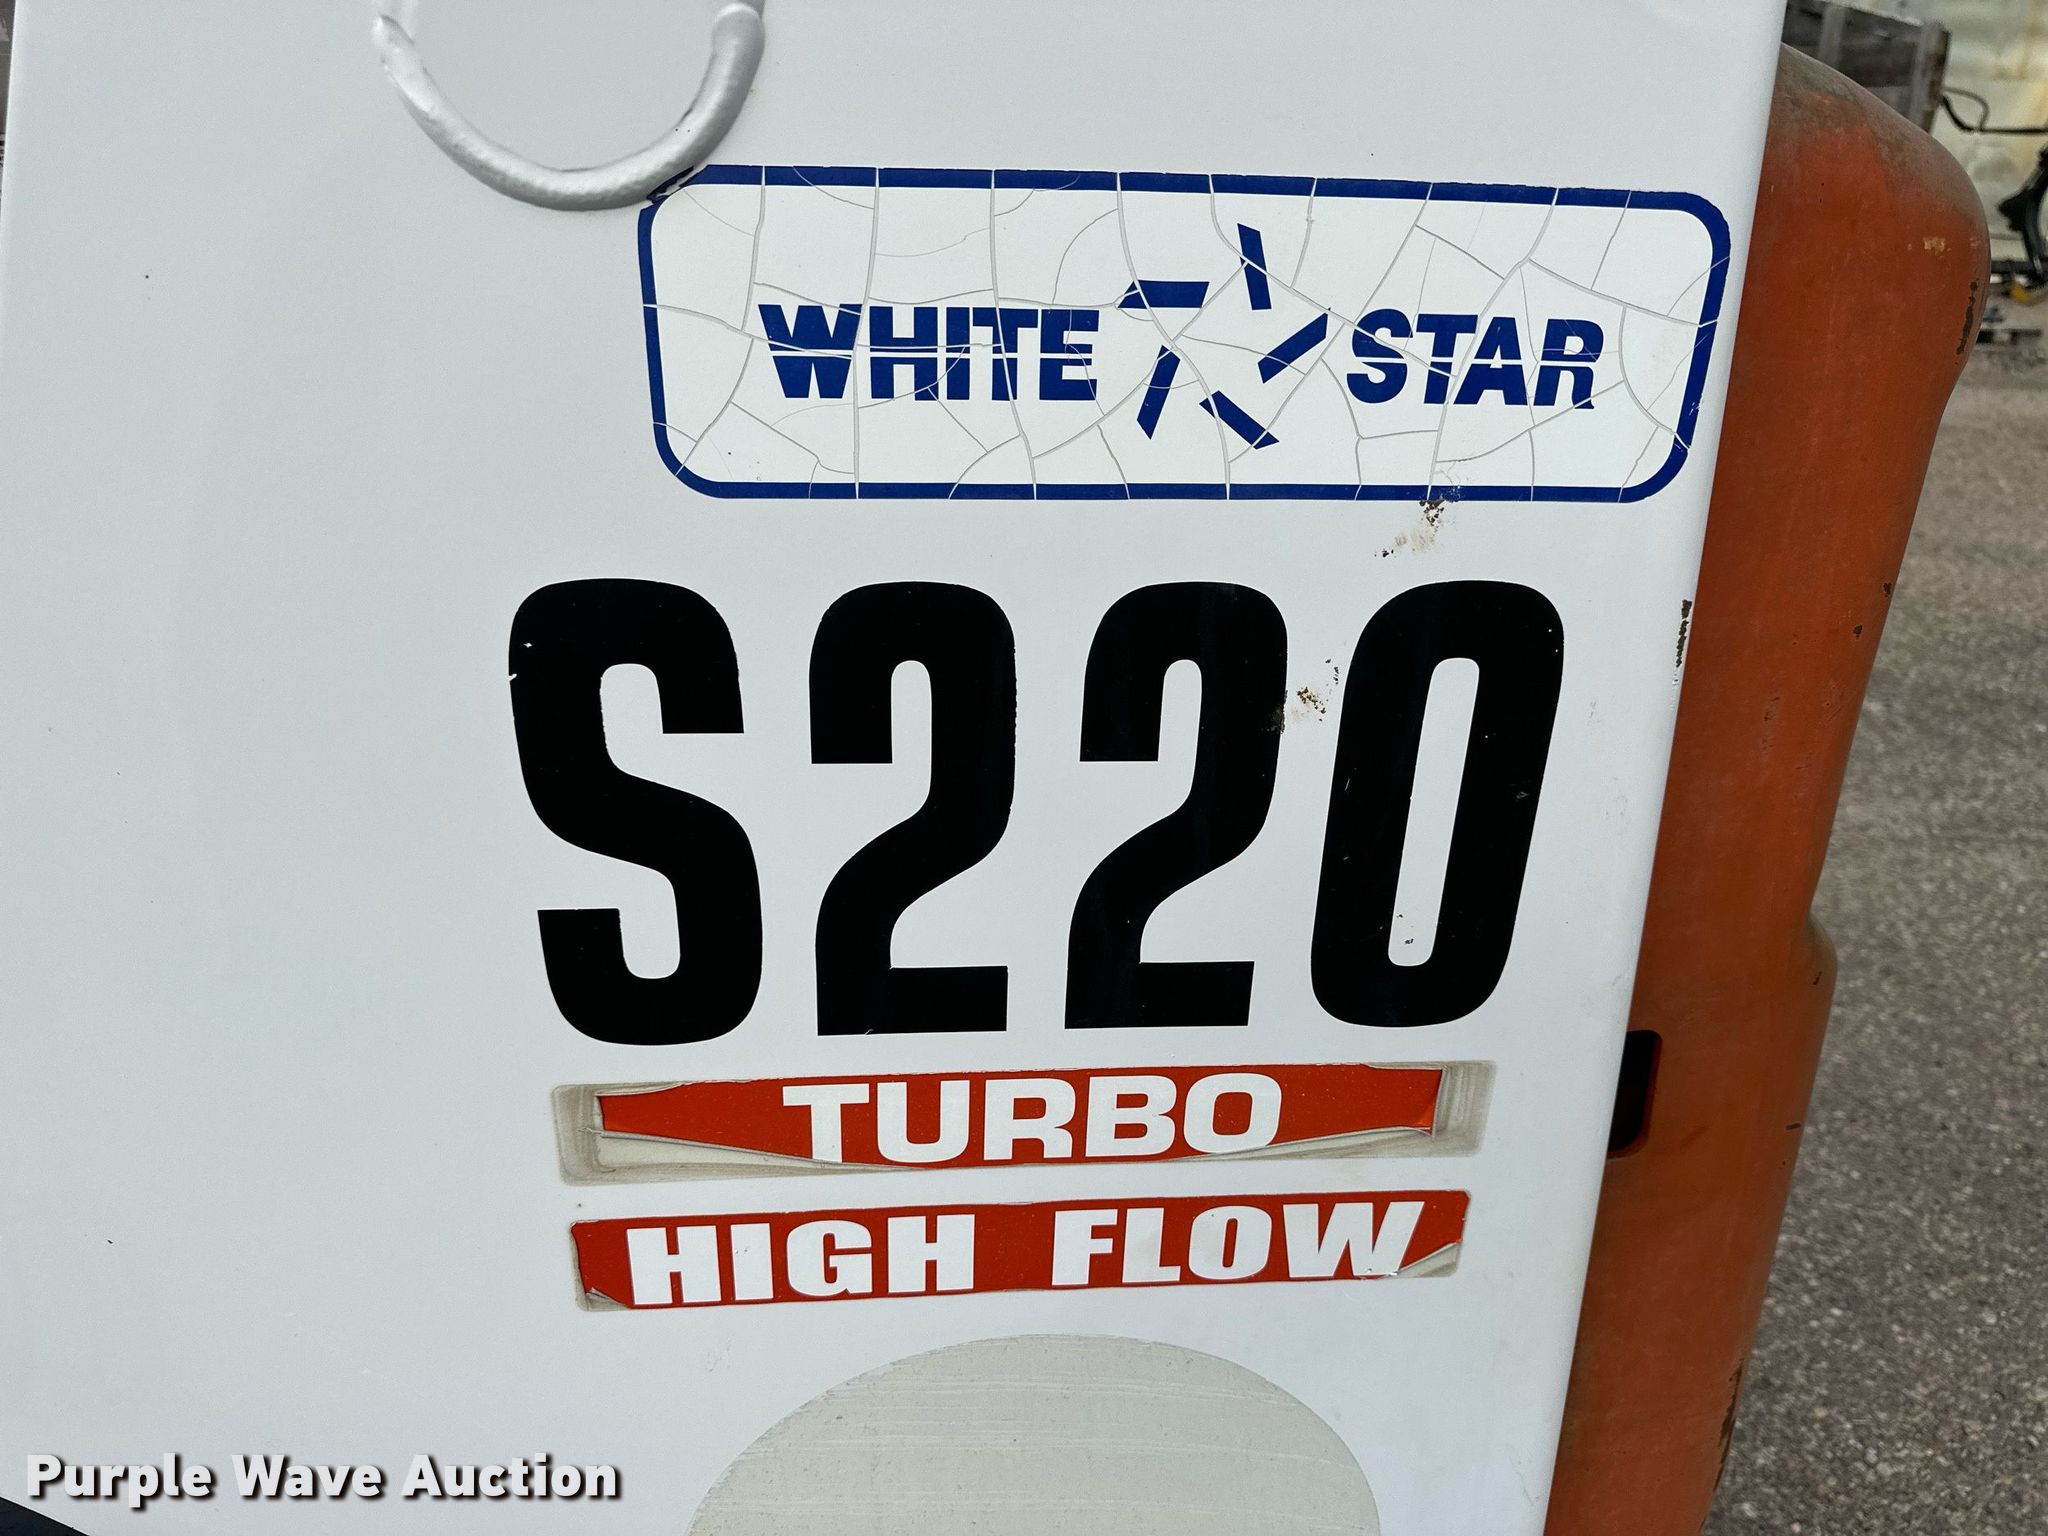 WHITE STAR
S220
TURBO
HIGH FLOW
Purple Wave Auction